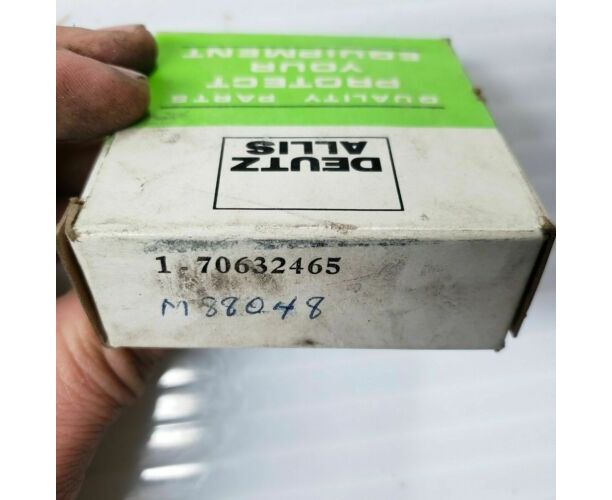 QUALITY PARTS
PROTECT
YOUR
EQUIPMENT
DEUTZ
ALLIS
1 - 70632465
M88048